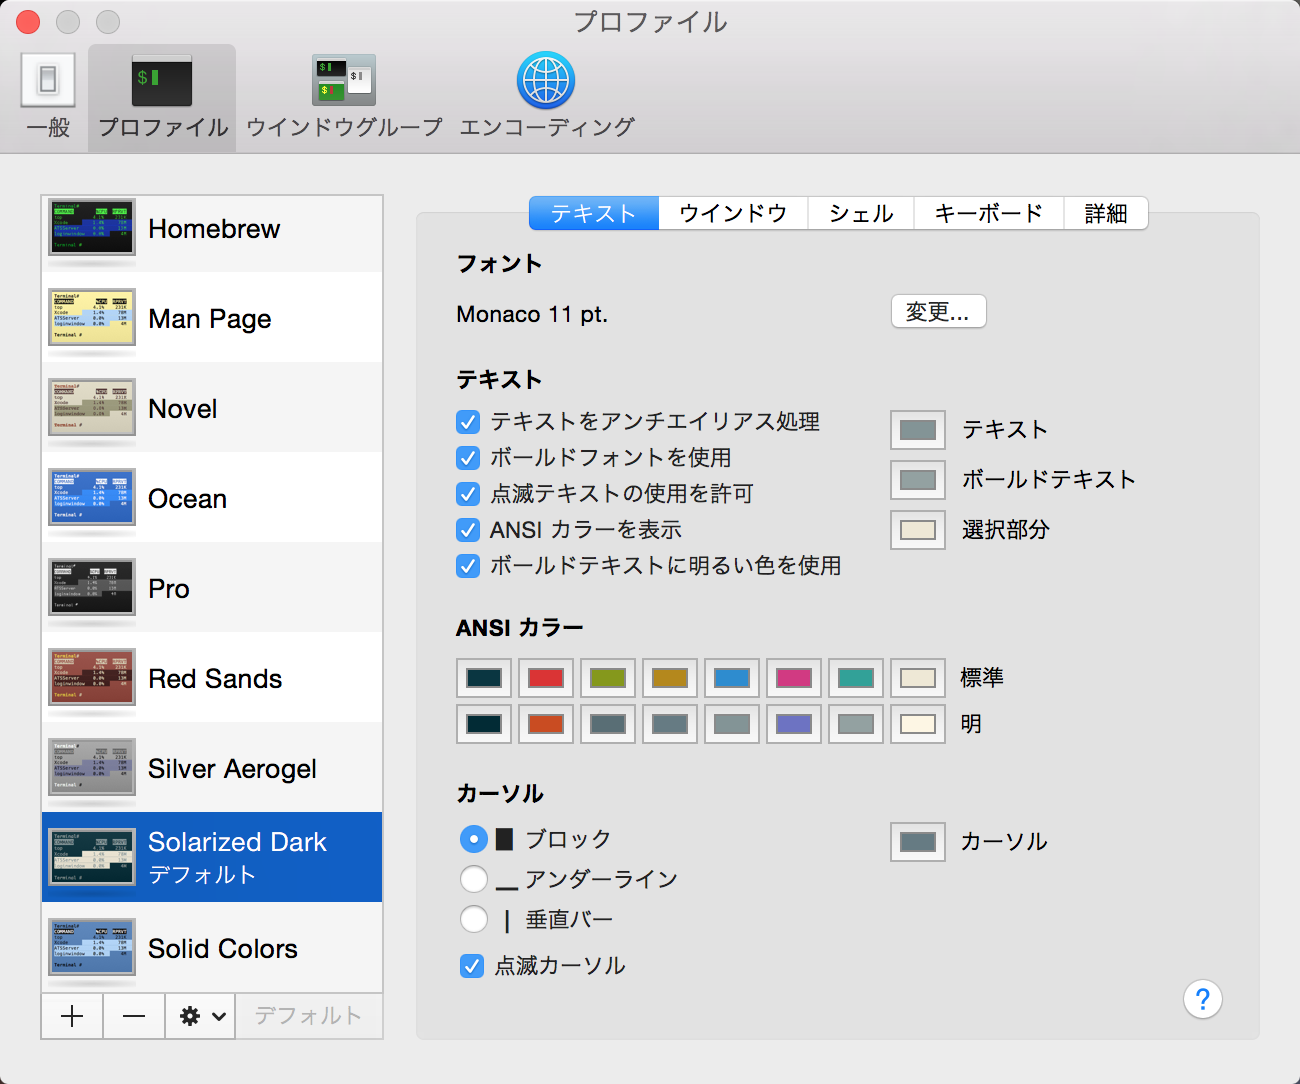 プロファイル
一般
プロファイル
ウインドウグループ
エンコーディング
Homebrew
Man Page
Novel
Ocean
Pro
Red Sands
Silver Aerogel
Solarized Dark
デフォルト
Solid Colors
デフォルト
テキスト
ウインドウ
シェル
キーボード
詳細
フォント
Monaco 11 pt.
変更...
テキスト
テキストをアンチエイリアス処理
ボールドフォントを使用
点滅テキストの使用を許可
ANSI カラーを表示
ボールドテキストに明るい色を使用
テキスト
ボールドテキスト
選択部分
ANSI カラー
標準
明
カーソル
ブロック
アンダーライン
垂直バー
点滅カーソル
カーソル
?